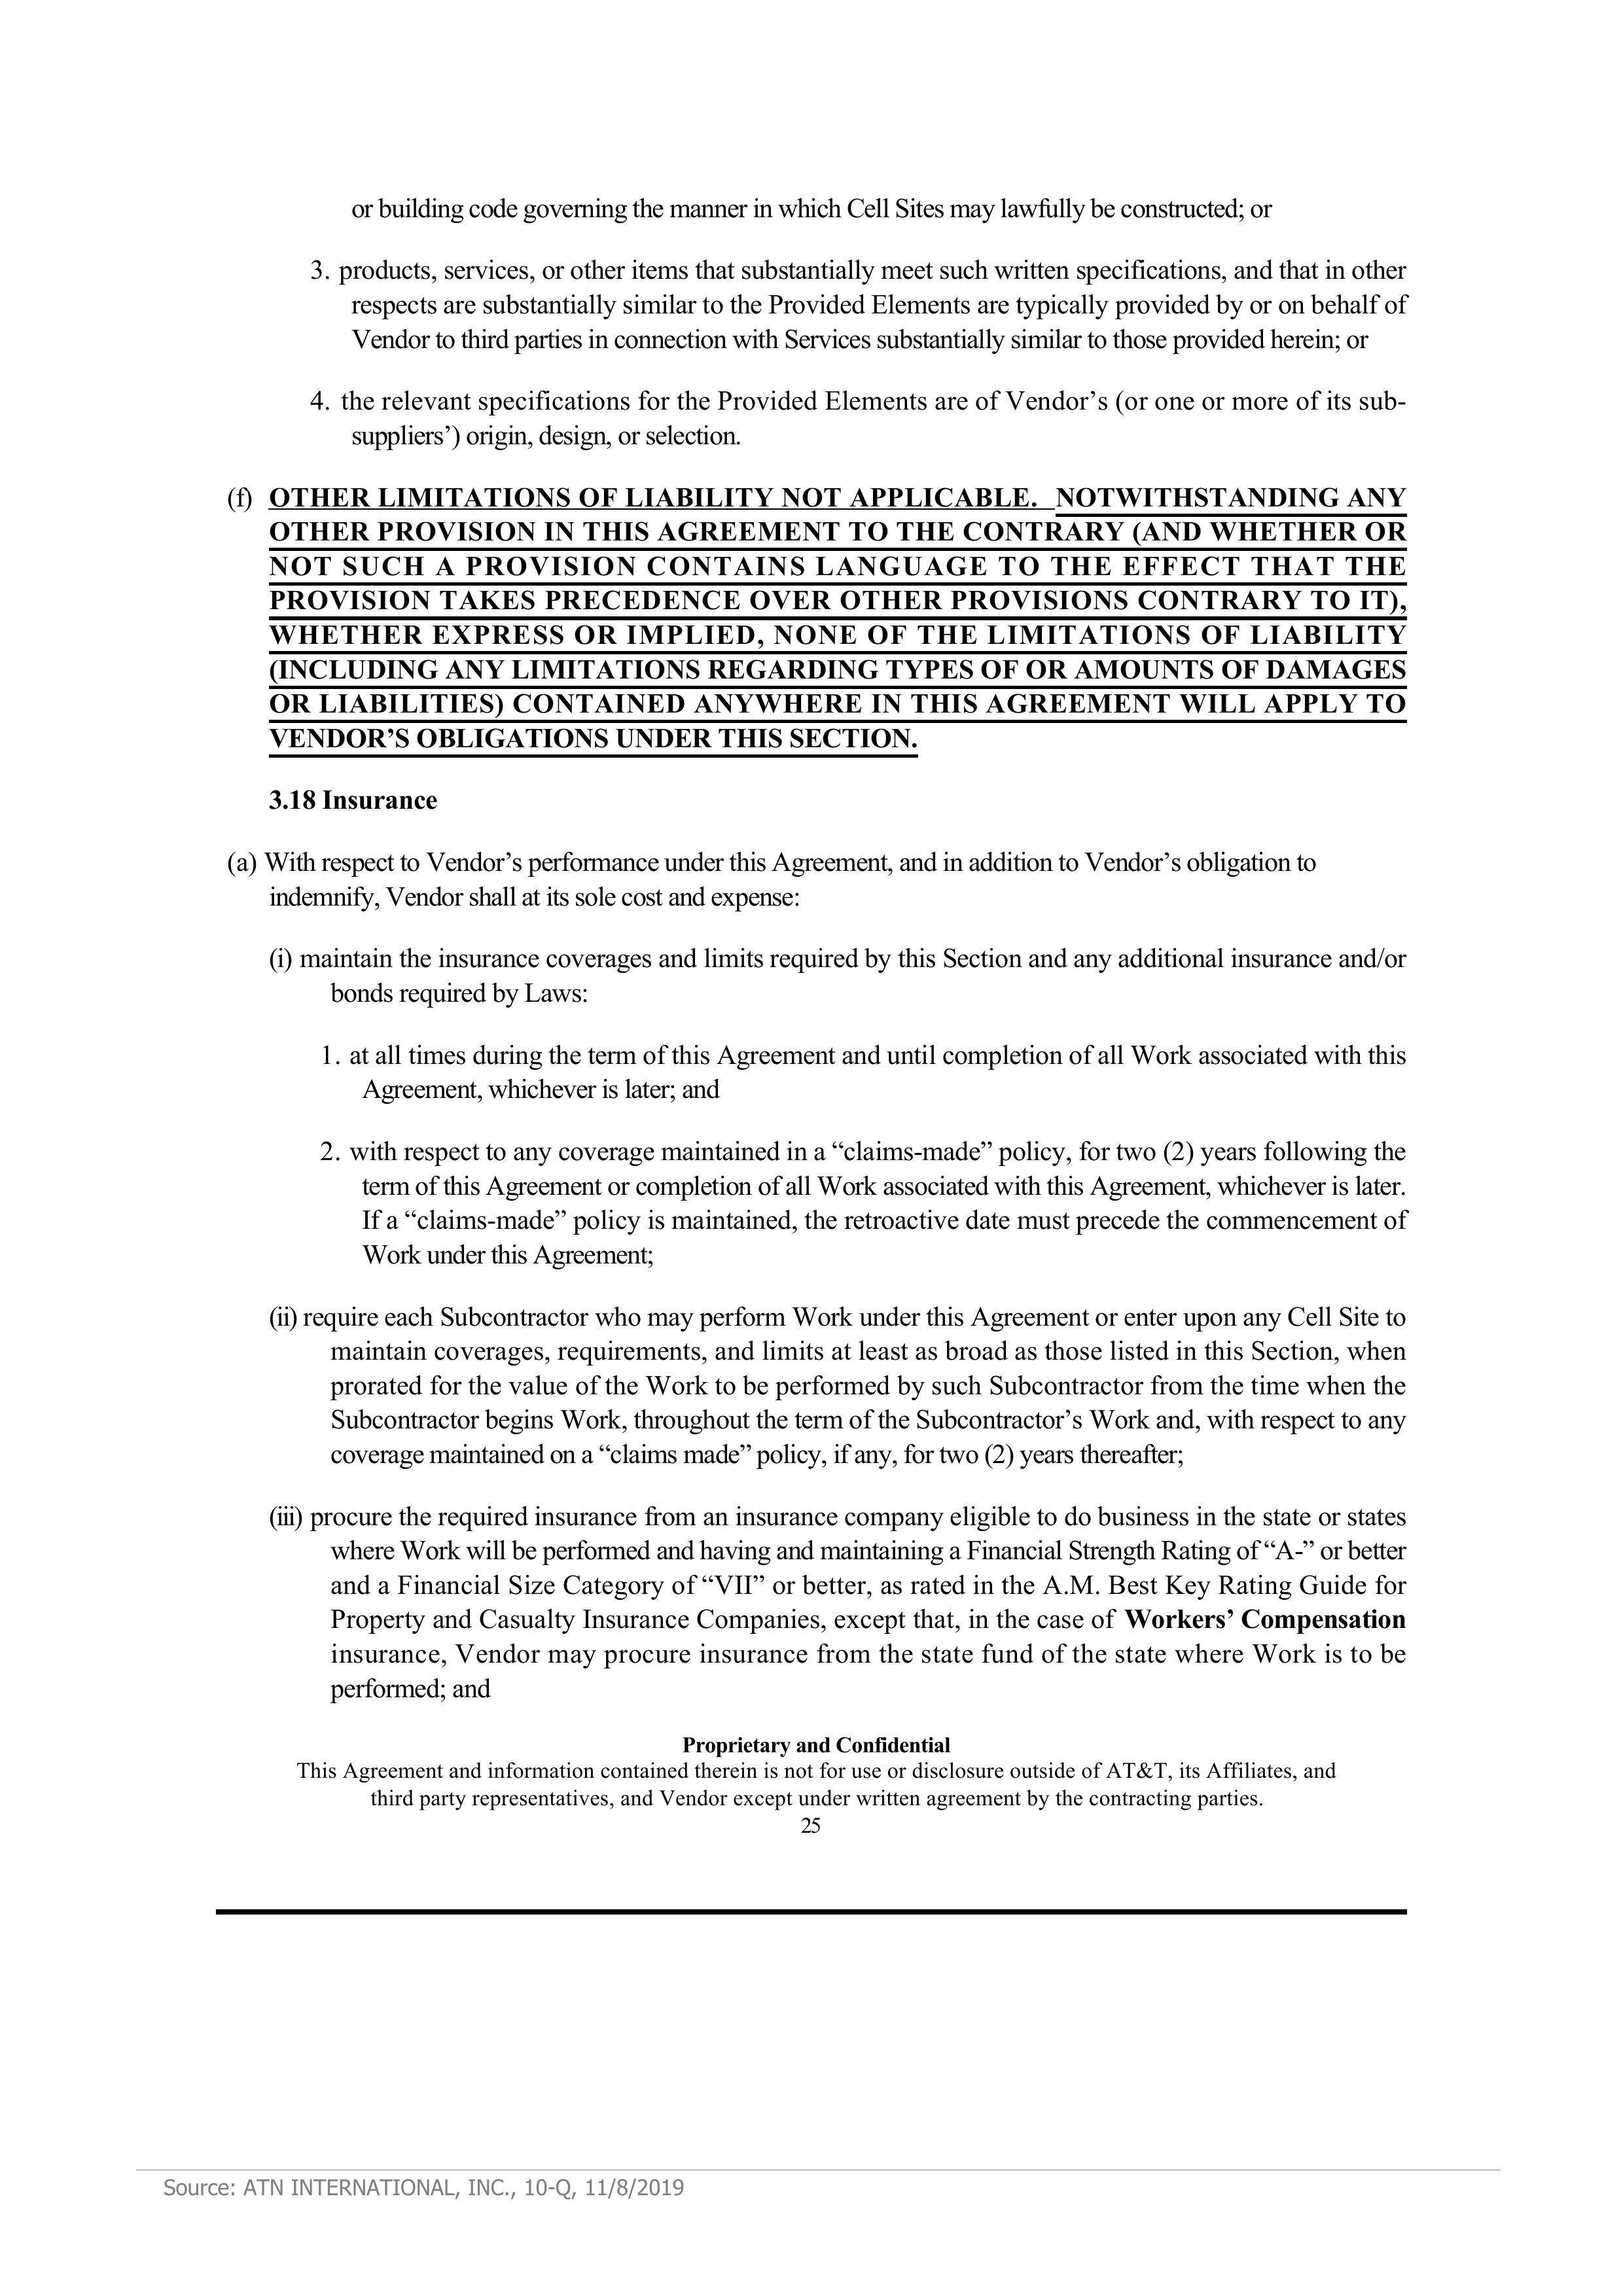 or building code governing the manner in which Cell Sites may lawfully be constructed; or
3. products, services, or other items that substantially meet such written specifications, and that in other
respects are substantially similar to the Provided Elements are typically provided by or on behalf of
Vendor to third parties in connection with Services substantially similar to those provided herein; or
4. the relevant specifications for the Provided Elements are of Vendor’s (or one or more of its sub-
suppliers’) origin, design, or selection.
(f) OTHER LIMITATIONS OF LIABILITY NOT APPLICABLE. NOTWITHSTANDING ANY
OTHER PROVISION IN THIS AGREEMENT TO THE CONTRARY (AND WHETHER OR
NOT SUCH A PROVISION CONTAINS LANGUAGE TO THE EFFECT THAT THE
PROVISION TAKES PRECEDENCE OVER OTHER PROVISIONS CONTRARY TO IT),
WHETHER EXPRESS OR IMPLIED, NONE OF THE LIMITATIONS OF LIABILITY
(INCLUDING ANY LIMITATIONS REGARDING TYPES OF OR AMOUNTS OF DAMAGES
OR LIABILITIES) CONTAINED ANYWHERE IN THIS AGREEMENT WILL APPLY TO
VENDOR’S OBLIGATIONS UNDER THIS SECTION.
3.18 Insurance
(a) With respect to Vendor’s performance under this Agreement, and in addition to Vendor’s obligation to
indemnify, Vendor shall at its sole cost and expense:
(i) maintain the insurance coverages and limits required by this Section and any additional insurance and/or
bonds required by Laws:
1. at all times during the term of this Agreement and until completion of all Work associated with this
Agreement, whichever is later; and
2. with respect to any coverage maintained in a “claims-made” policy, for two (2) years following the
term of this Agreement or completion of all Work associated with this Agreement, whichever is later.
If a “claims-made” policy is maintained, the retroactive date must precede the commencement of
Work under this Agreement;
(ii) require each Subcontractor who may perform Work under this Agreement or enter upon any Cell Site to
maintain coverages, requirements, and limits at least as broad as those listed in this Section, when
prorated for the value of the Work to be performed by such Subcontractor from the time when the
Subcontractor begins Work, throughout the term of the Subcontractor’s Work and, with respect to any
coverage maintained on a “claims made” policy, if any, for two (2) years thereafter;
(iii) procure the required insurance from an insurance company eligible to do business in the state or states
where Work will be performed and having and maintaining a Financial Strength Rating of “A-” or better
and a Financial Size Category of “VII” or better, as rated in the A.M. Best Key Rating Guide for
Property and Casualty Insurance Companies, except that, in the case of Workers’ Compensation
insurance, Vendor may procure insurance from the state fund of the state where Work is to be
performed; and
Proprietary and Confidential
This Agreement and information contained therein is not for use or disclosure outside of AT&T, its Affiliates, and
third party representatives, and Vendor except under written agreement by the contracting parties.
25
Source: ATN INTERNATIONAL, INC., 10-Q, 11/8/2019